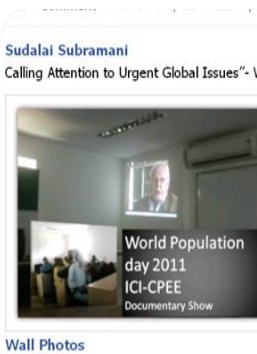 Sudalai Subramani
Calling Attention to Urgent Global Issues"- W
World Population
day 2011
ICI-CPEE
Documentary Show
Wall Photos